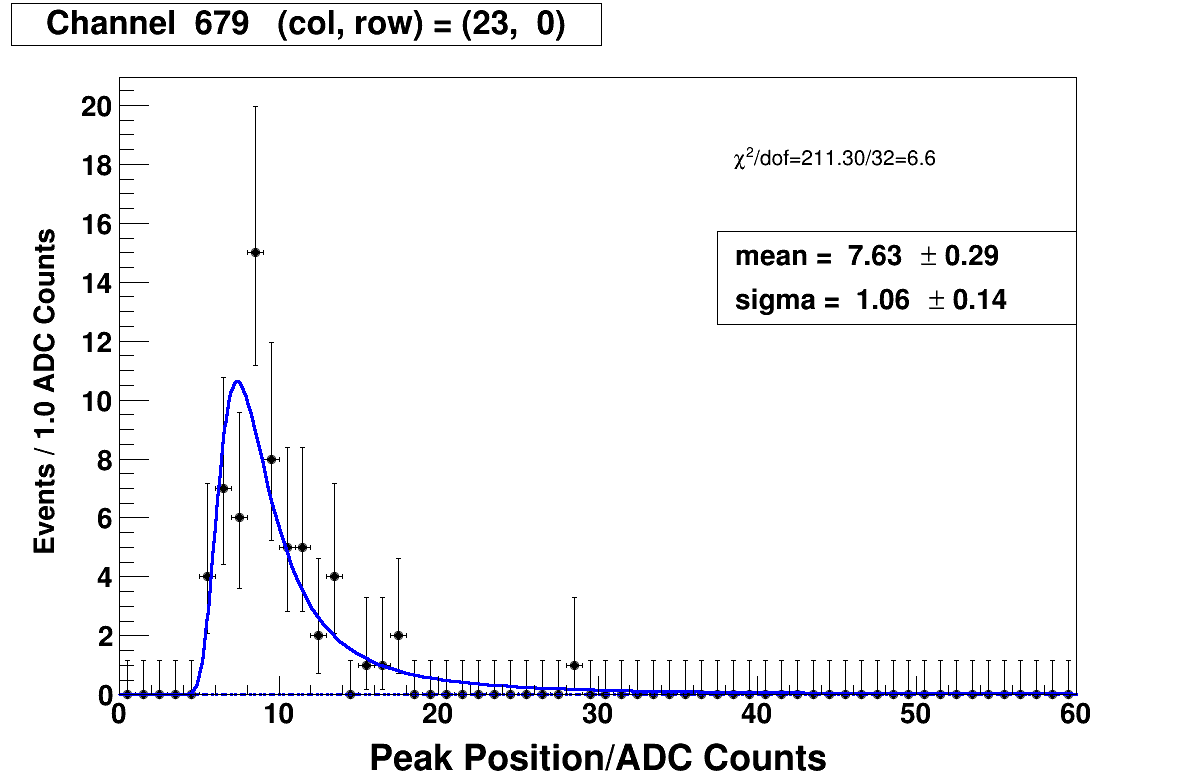 Channel 679 (col, row) = (23, 0)
20
18
16
14
12
10
8
6
4
2
0
Events / 1.0 ADC Counts
χ²/dof=211.30/32=6.6
mean = 7.63 ± 0.29
sigma = 1.06 ± 0.14
0 10 20 30 40 50 60
Peak Position/ADC Counts